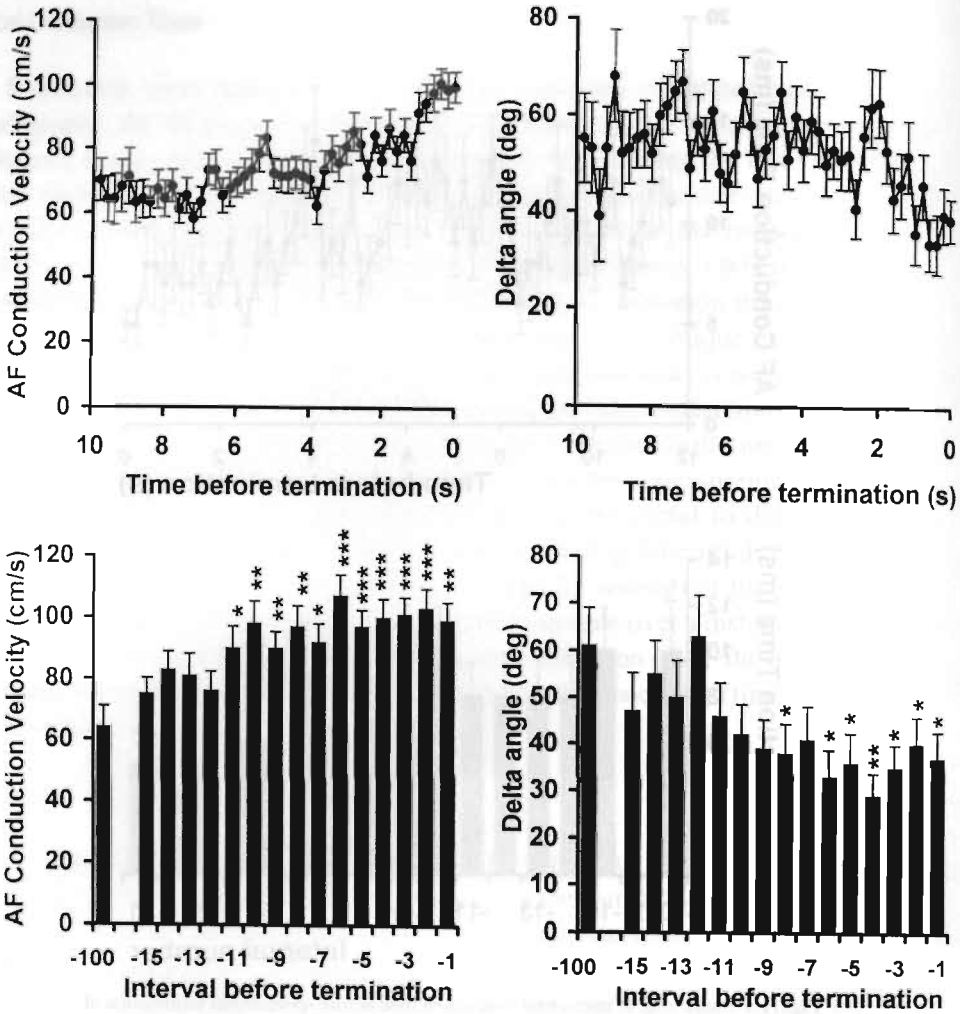 AF Conduction Velocity (cm/s)
120
100
80
60
40
20
0
10 8 6 4 2 0
Time before termination (s)
Delta angle (deg)
80
60
40
20
0
10 8 6 4 2 0
Time before termination (s)
AF Conduction Velocity (cm/s)
120
100
80
60
40
20
0
* ** ** ** * *** *** *** *** *** **
-100 -15 -13 -11 -9 -7 -5 -3 -1
Interval before termination
Delta angle (deg)
80
70
60
50
40
30
20
10
0
* * * ** * * *
-100 -15 -13 -11 -9 -7 -5 -3 -1
Interval before termination